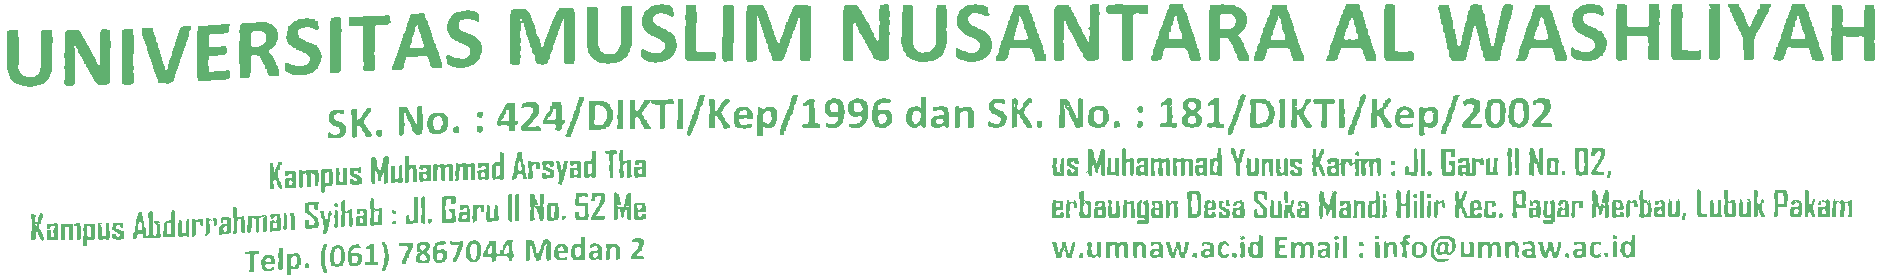 UNIVERSITAS MUSLIM NUSANTARA AL WASHLIYAH
SK. No. : 424/DIKTI/Kep/1996 dan SK. No. : 181/DIKTI/Kep/2002
Kampus Muhammad Arsyad Tha us Muhammad Yunus Karim : Jl. Garu II No. 02,
Kampus Abdurrahman Syihab : Jl. Garu II No. 52 Me erbaungan Desa Suka Mandi Hilir Kec. Pagar Merbau, Lubuk Pakam
Telp. (061) 7867044 Medan 2 w.umnaw.ac.id Email : info@umnaw.ac.id